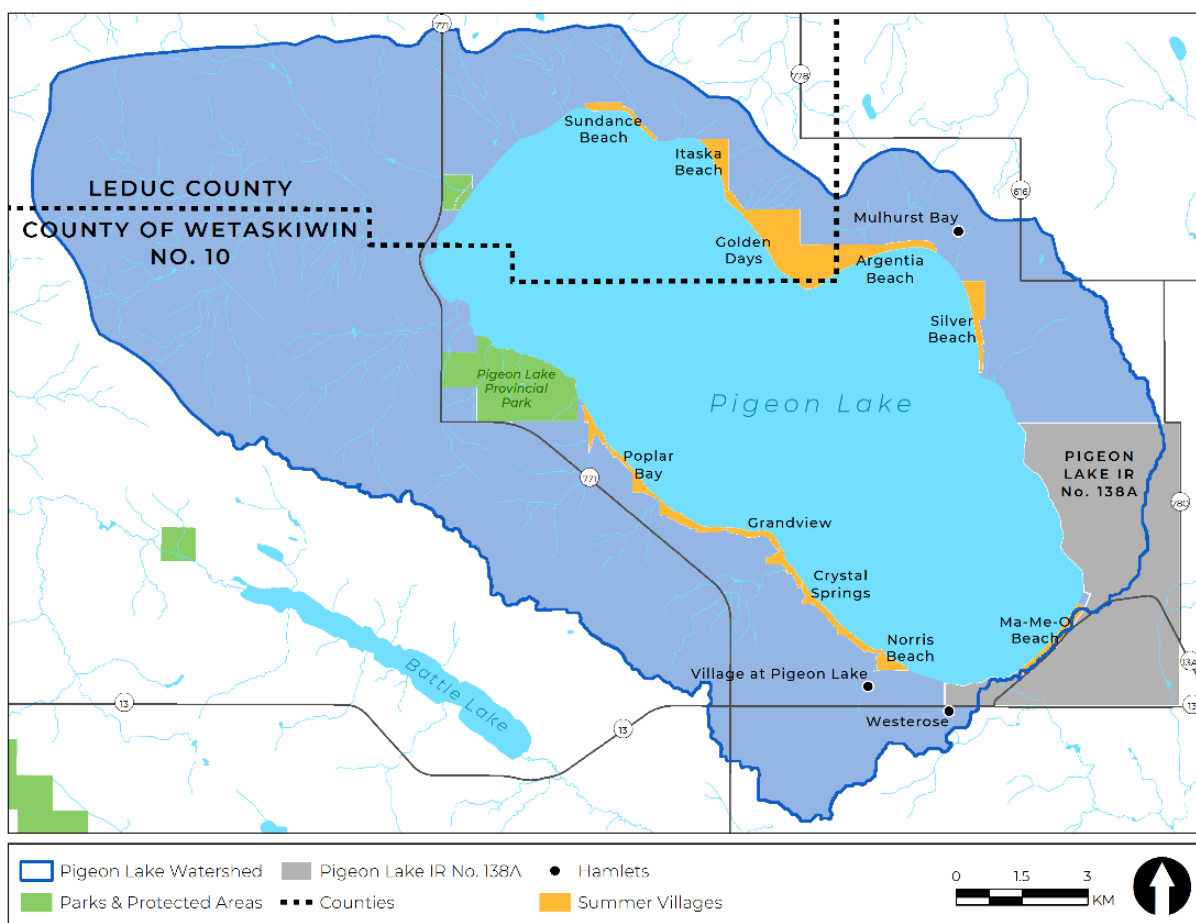 771
778
Sundance
Beach
Itaska
Beach
LEDUC COUNTY
616
COUNTY OF WETASKIWIN
NO. 10
Mulhurst Bay
Golden
Days
Argentia
Beach
Silver
Beach
Pigeon Lake
Provincial
Park
Pigeon Lake
Poplar
Bay
771
PIGEON
LAKE IR
No. 138A
780
Grandview
Crystal
Springs
Ma-Me-O
Beach
Norris
Beach
13A
Village at Pigeon Lake
Battle Lake
13
Westerose
13
13
Pigeon Lake Watershed
Pigeon Lake IR No. 138A
Hamlets
Parks & Protected Areas
Counties
Summer Villages
0 1.5 3
KM